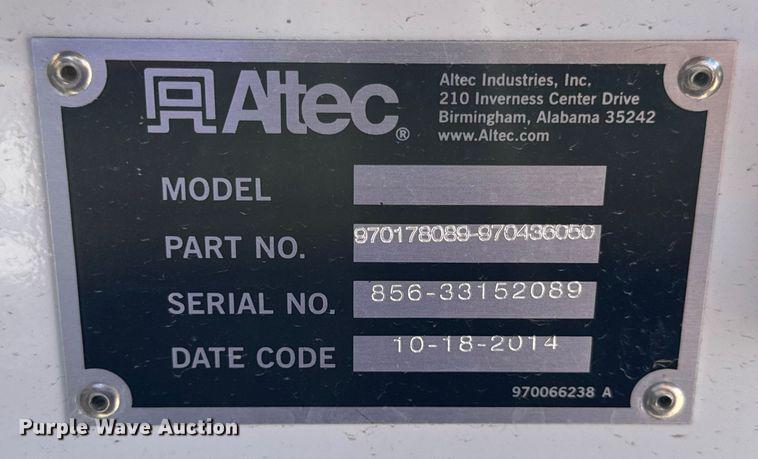 Altec®
Altec Industries, Inc.
210 Inverness Center Drive
Birmingham, Alabama 35242
www.Altec.com
MODEL
PART NO. 970178089-970436050
SERIAL NO. 856-33152089
DATE CODE 10-18-2014
970066238 A
Purple Wave Auction